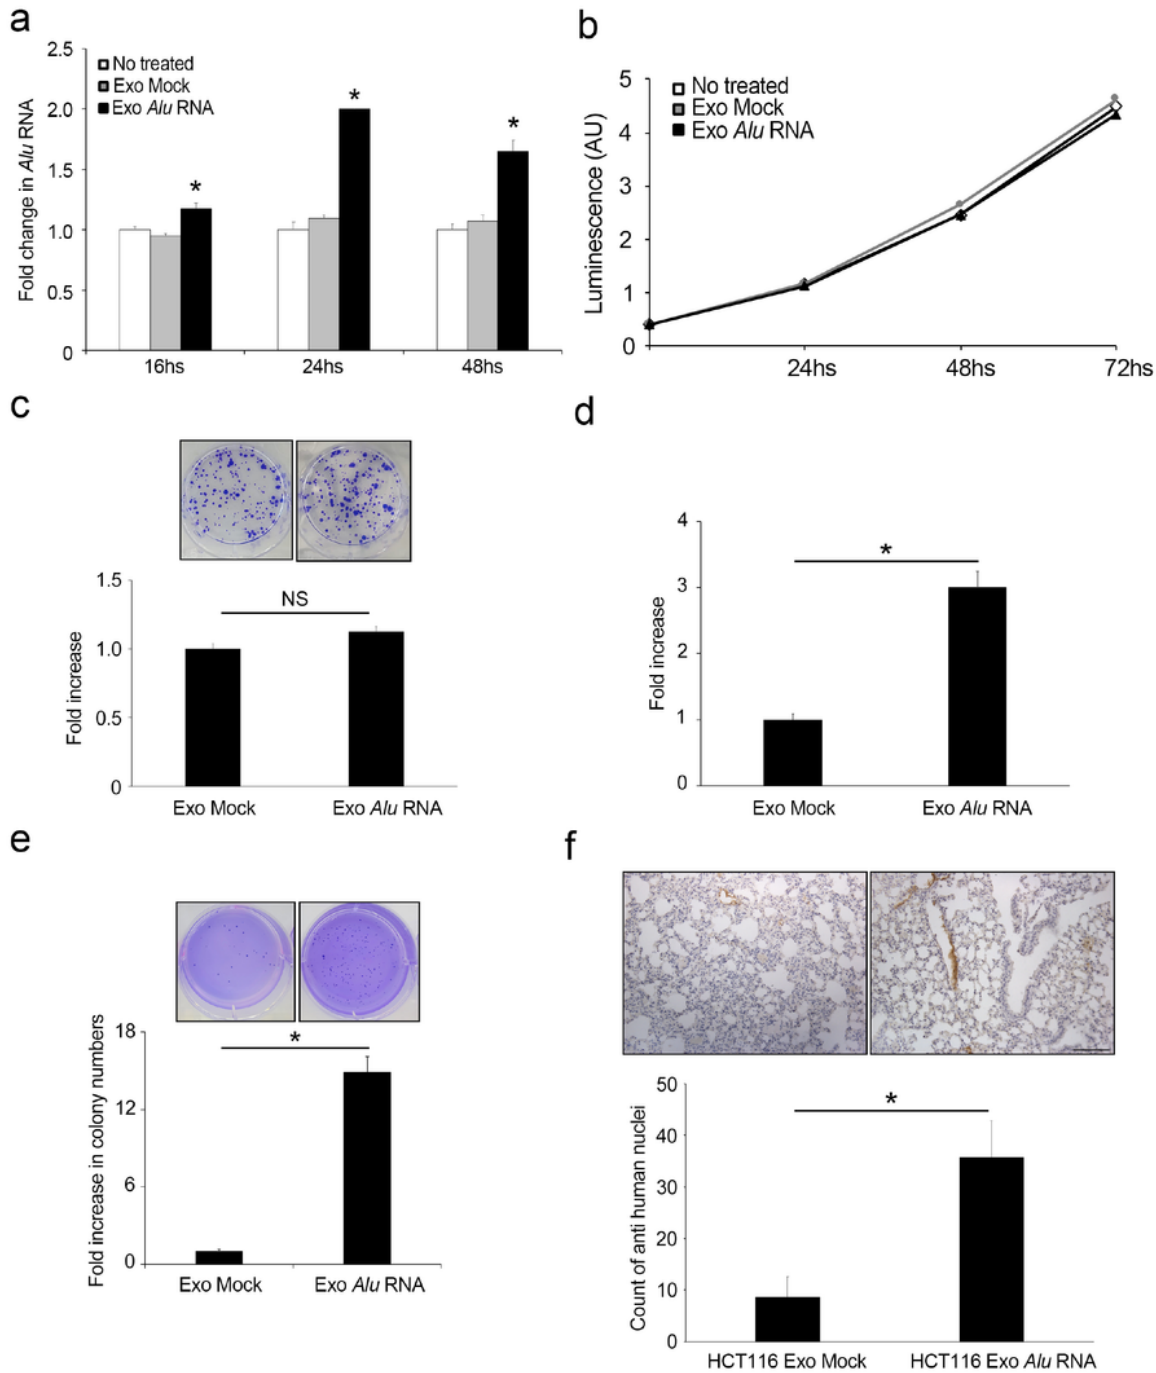 a
2.5
2.0
1.5
1.0
0.5
0
Fold change in Alu RNA
No treated
Exo Mock
Exo Alu RNA
*
*
*
16hs
24hs
48hs
b
5
4
3
2
1
0
Luminescence (AU)
No treated
Exo Mock
Exo Alu RNA
24hs
48hs
72hs
c
1.5
1.0
0.5
0
Fold increase
NS
Exo Mock
Exo Alu RNA
d
4
3
2
1
0
Fold increase
*
Exo Mock
Exo Alu RNA
e
18
12
6
0
Fold increase in colony numbers
*
Exo Mock
Exo Alu RNA
f
50
40
30
20
10
0
Count of anti human nuclei
*
HCT116 Exo Mock
HCT116 Exo Alu RNA